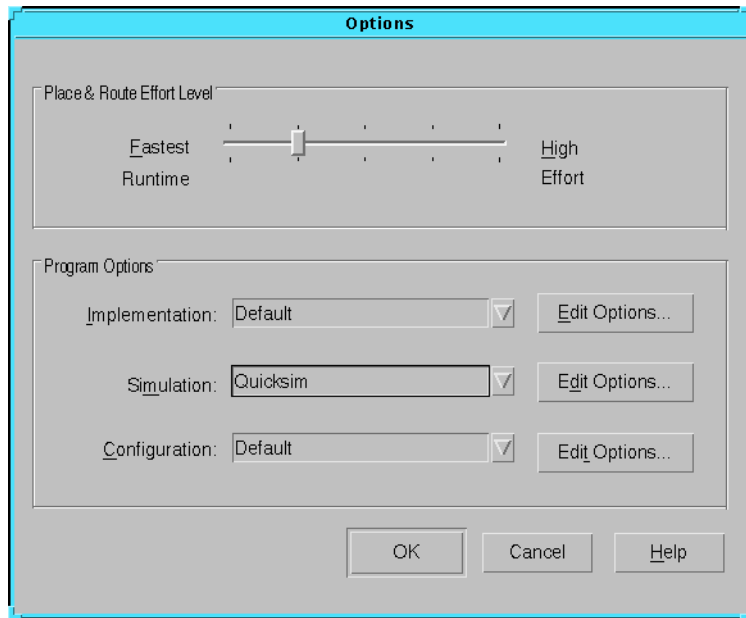 Options
Place & Route Effort Level
Fastest High
Runtime Effort
Program Options
Implementation: Default Edit Options...
Simulation: Quicksim Edit Options...
Configuration: Default Edit Options...
OK Cancel Help